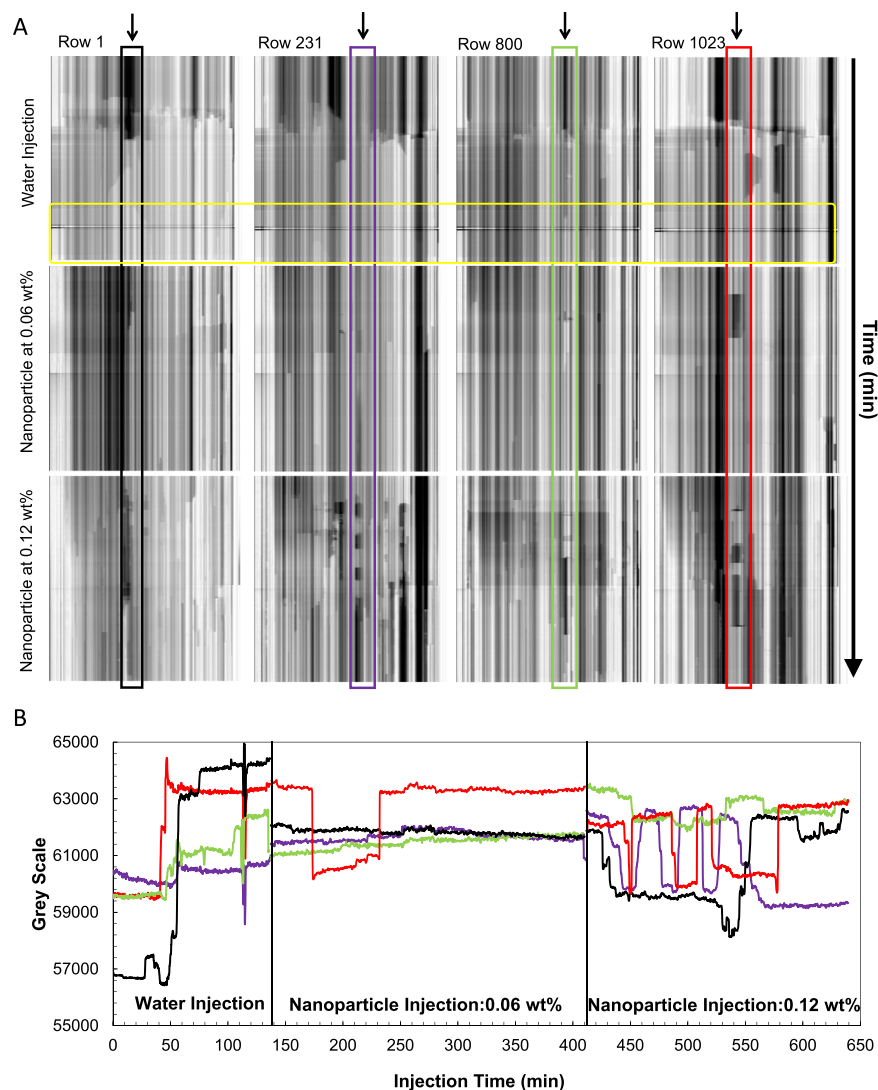 A
Row 1
Row 231
Row 800
Row 1023
Water Injection
Nanoparticle at 0.06 wt%
Nanoparticle at 0.12 wt%
Time (min)
B
Grey Scale
65000
63000
61000
59000
57000
55000
Water Injection
Nanoparticle Injection:0.06 wt%
Nanoparticle Injection:0.12 wt%
0 50 100 150 200 250 300 350 400 450 500 550 600 650
Injection Time (min)